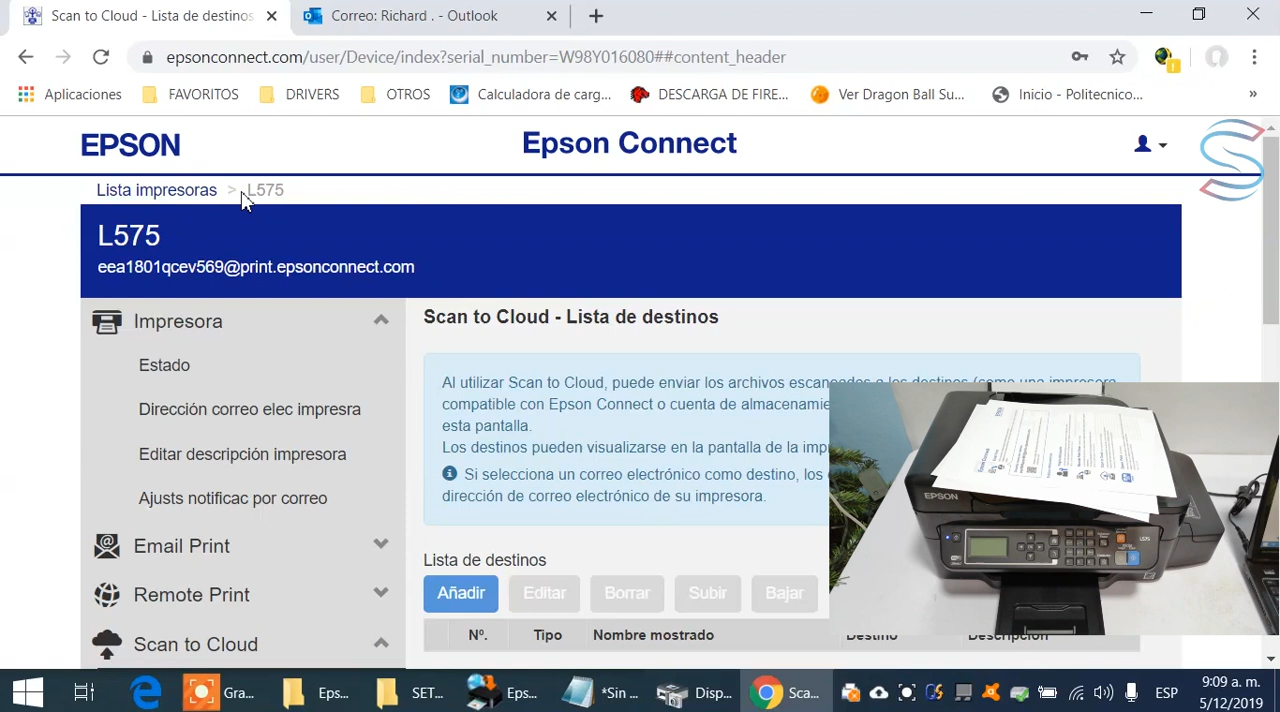 Scan to Cloud - Lista de destinos
Correo: Richard . - Outlook
epsonconnect.com/user/Device/index?serial_number=W98Y016080##content_header
Aplicaciones
FAVORITOS
DRIVERS
OTROS
Calculadora de carg...
DESCARGA DE FIRE...
Ver Dragon Ball Su...
Inicio - Politecnico...
»
EPSON
Epson Connect
Lista impresoras > L575
L575
eea1801qcev569@print.epsonconnect.com
Impresora
Estado
Dirección correo elec impresra
Editar descripción impresora
Ajusts notificac por correo
Email Print
Remote Print
Scan to Cloud
Scan to Cloud - Lista de destinos
Al utilizar Scan to Cloud, puede enviar los archivos escaneados a los destinos (como una impresora
compatible con Epson Connect o cuenta de almacenamie
esta pantalla.
Los destinos pueden visualizarse en la pantalla de la imp
Si selecciona un correo electrónico como destino, los
dirección de correo electrónico de su impresora.
Lista de destinos
Añadir
Editar
Borrar
Subir
Bajar
Nº.
Tipo
Nombre mostrado
Destino
Descripción
EPSON
L575
Gra...
Eps...
SET...
Eps...
*Sin ...
Disp...
Sca...
ESP
9:09 a. m.
5/12/2019